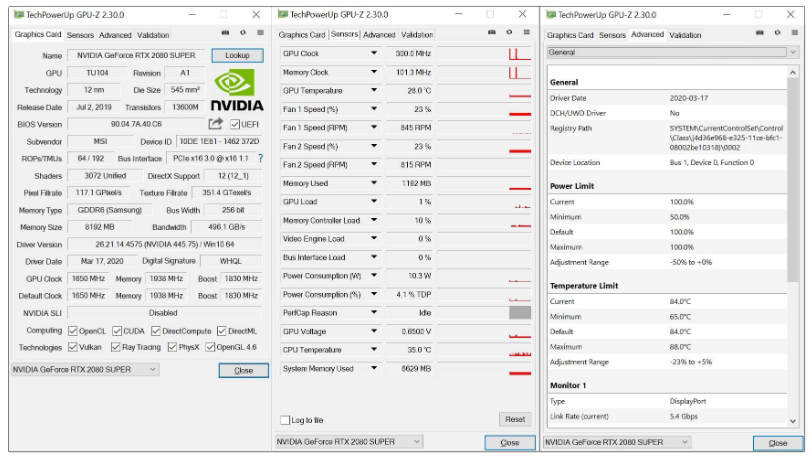 TechPowerUp GPU-Z 2.30.0
Graphics Card Sensors Advanced Validation
Name NVIDIA GeForce RTX 2080 SUPER Lookup
GPU TU104 Revision A1
Technology 12 nm Die Size 545 mm²
Release Date Jul 2, 2019 Transistors 13600M
NVIDIA
BIOS Version 90.04.7A.40.C6 UEFI
Subvendor MSI Device ID 10DE 1E81 - 1462 372D
ROPs/TMUs 64 / 192 Bus Interface PCIe x16 3.0 @ x16 1.1 ?
Shaders 3072 Unified DirectX Support 12 (12_1)
Pixel Fillrate 117.1 GPixel/s Texture Fillrate 351.4 GTexel/s
Memory Type GDDR6 (Samsung) Bus Width 256 bit
Memory Size 8192 MB Bandwidth 496.1 GB/s
Driver Version 26.21.14.4575 (NVIDIA 445.75) / Win10 64
Driver Date Mar 17, 2020 Digital Signature WHQL
GPU Clock 1650 MHz Memory 1938 MHz Boost 1830 MHz
Default Clock 1650 MHz Memory 1938 MHz Boost 1830 MHz
NVIDIA SLI Disabled
Computing OpenCL CUDA DirectCompute DirectML
Technologies Vulkan Ray Tracing PhysX OpenGL 4.6
NVIDIA GeForce RTX 2080 SUPER Close
TechPowerUp GPU-Z 2.30.0
Graphics Card Sensors Advanced Validation
GPU Clock 300.0 MHz
Memory Clock 101.3 MHz
GPU Temperature 28.0 °C
Fan 1 Speed (%) 23 %
Fan 1 Speed (RPM) 845 RPM
Fan 2 Speed (%) 23 %
Fan 2 Speed (RPM) 815 RPM
Memory Used 1192 MB
GPU Load 1 %
Memory Controller Load 10 %
Video Engine Load 0 %
Bus Interface Load 0 %
Power Consumption (W) 10.3 W
Power Consumption (%) 4.1 % TDP
PerfCap Reason Idle
GPU Voltage 0.6500 V
CPU Temperature 35.0 °C
System Memory Used 6629 MB
Log to file Reset
NVIDIA GeForce RTX 2080 SUPER Close
TechPowerUp GPU-Z 2.30.0
Graphics Card Sensors Advanced Validation
General
General
Driver Date 2020-03-17
DCH/UWD Driver No
Registry Path SYSTEM\CurrentControlSet\Control
\Class\{4d36e968-e325-11ce-bfc1-
08002be10318}\0002
Device Location Bus 1, Device 0, Function 0
Power Limit
Current 100.0%
Minimum 50.0%
Default 100.0%
Maximum 100.0%
Adjustment Range -50% to +0%
Temperature Limit
Current 84.0°C
Minimum 65.0°C
Default 84.0°C
Maximum 88.0°C
Adjustment Range -23% to +5%
Monitor 1
Type DisplayPort
Link Rate (current) 5.4 Gbps
NVIDIA GeForce RTX 2080 SUPER Close